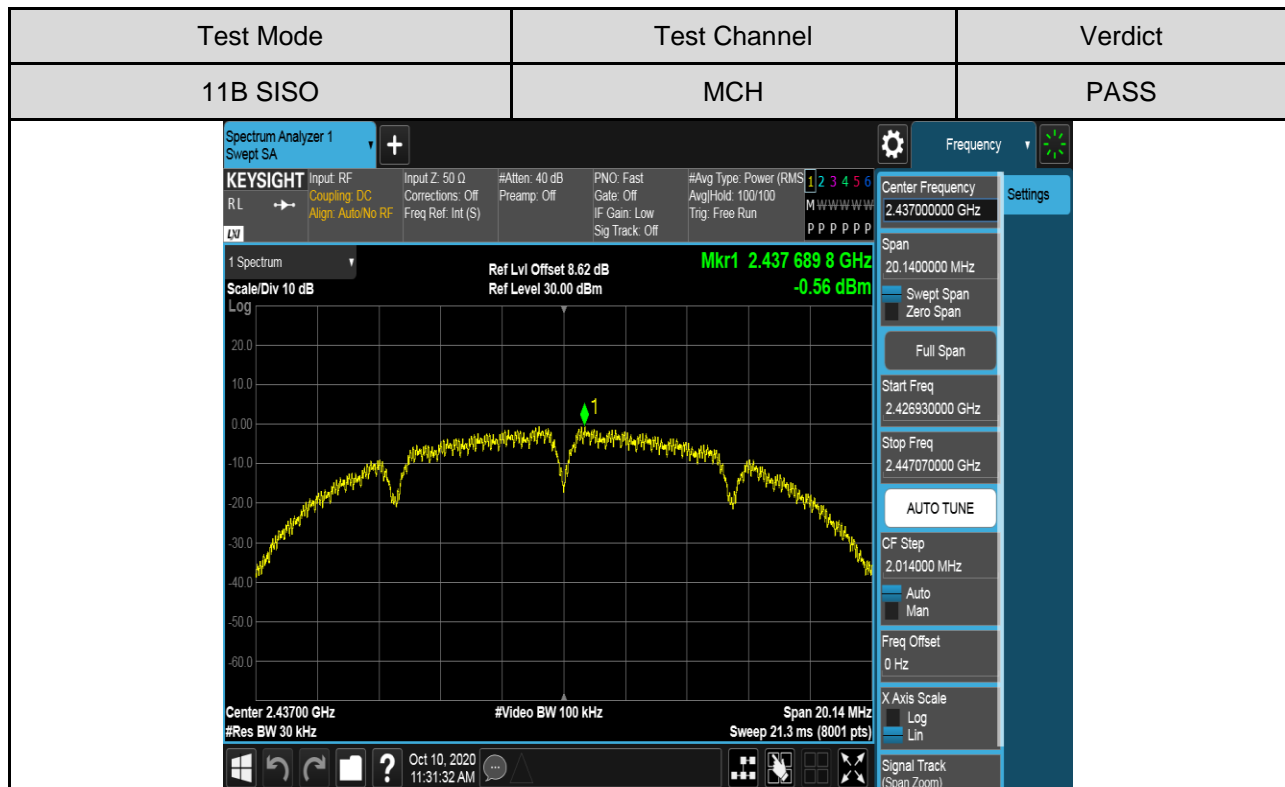 Test Mode Test Channel Verdict
11B SISO MCH PASS
Spectrum Analyzer 1
Swept SA
+
Frequency
KEYSIGHT
RL
LXI
Input: RF
Coupling: DC
Align: Auto/No RF
Input Z: 50 Ω
Corrections: Off
Freq Ref: Int (S)
#Atten: 40 dB
Preamp: Off
PNO: Fast
Gate: Off
IF Gain: Low
Sig Track: Off
#Avg Type: Power (RMS
Avg|Hold: 100/100
Trig: Free Run
1 2 3 4 5 6
M W W W W W
P P P P P P
1 Spectrum
Scale/Div 10 dB
Ref Lvl Offset 8.62 dB
Ref Level 30.00 dBm
Mkr1 2.437 689 8 GHz
-0.56 dBm
Log
20.0
10.0
0.00
-10.0
-20.0
-30.0
-40.0
-50.0
-60.0
1
Center 2.43700 GHz
#Res BW 30 kHz
#Video BW 100 kHz
Span 20.14 MHz
Sweep 21.3 ms (8001 pts)
Center Frequency
2.437000000 GHz
Settings
Span
20.1400000 MHz
Swept Span
Zero Span
Full Span
Start Freq
2.426930000 GHz
Stop Freq
2.447070000 GHz
AUTO TUNE
CF Step
2.014000 MHz
Auto
Man
Freq Offset
0 Hz
X Axis Scale
Log
Lin
Signal Track
(Span Zoom)
?
Oct 10, 2020
11:31:32 AM